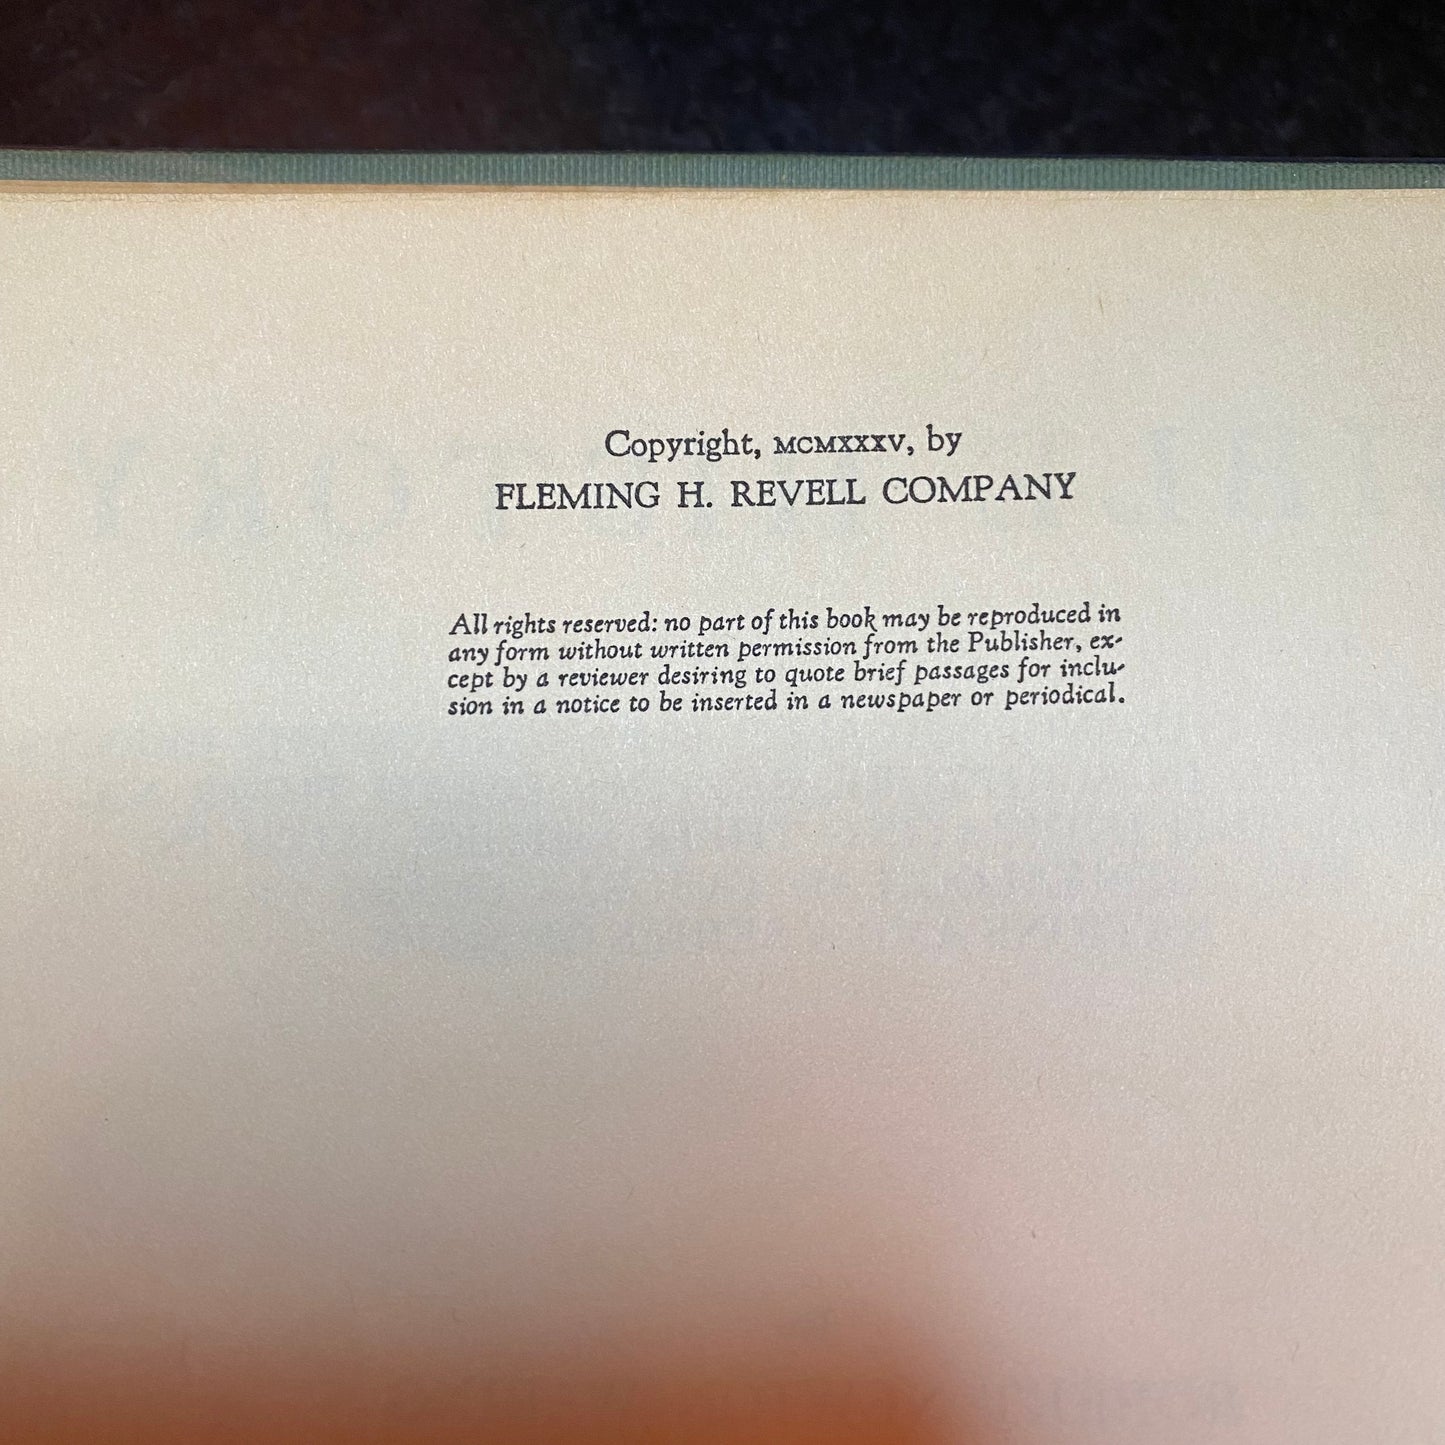 Copyright, MCMXXXV, by
FLEMING H. REVELL COMPANY
All rights reserved: no part of this book may be reproduced in
any form without written permission from the Publisher, ex-
cept by a reviewer desiring to quote brief passages for inclu-
sion in a notice to be inserted in a newspaper or periodical.